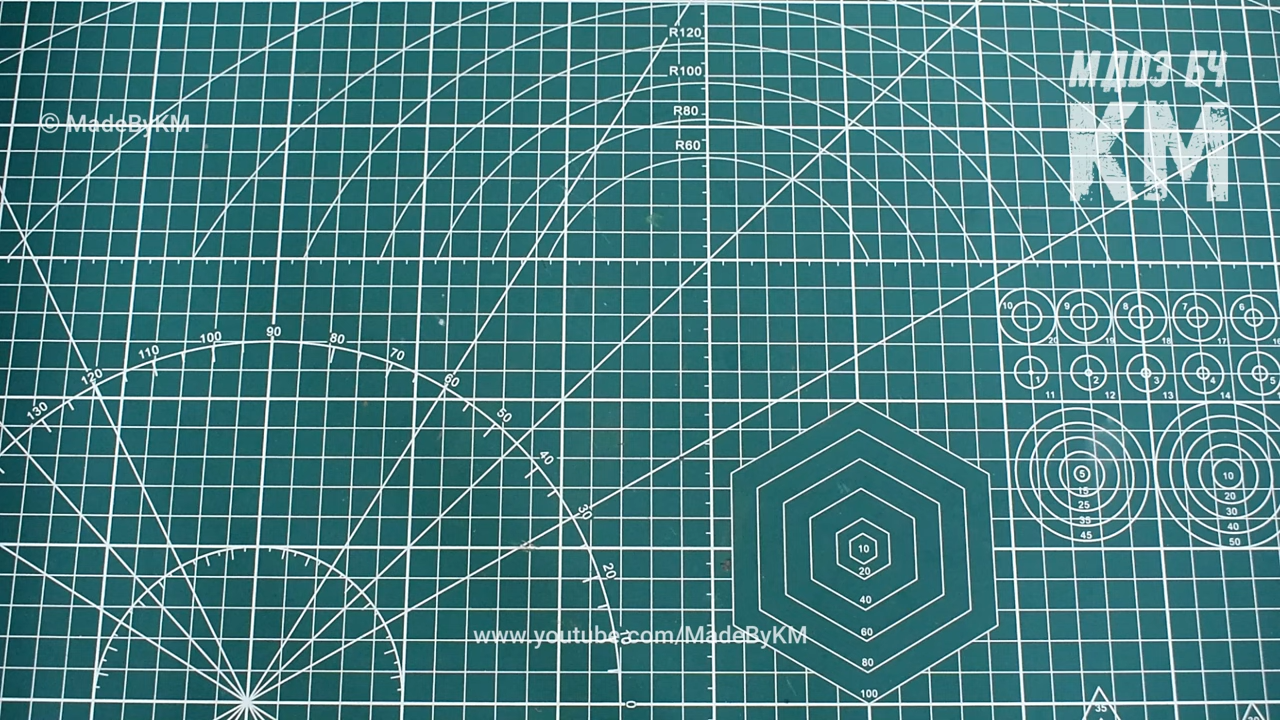 R120
R100
R80
R60
МДДЭ БЧ
KM
© MadeByKM
10 9 8 7 6
20 19 18 17 16
1 2 3 4 5
11 12 13 14
130 120 110 100 90 80 70 60 50 40 30 20
0
5
15
25
35
45
10
20
30
40
50
10
20
40
60
80
100
www.youtube.com/MadeByKM
35
30